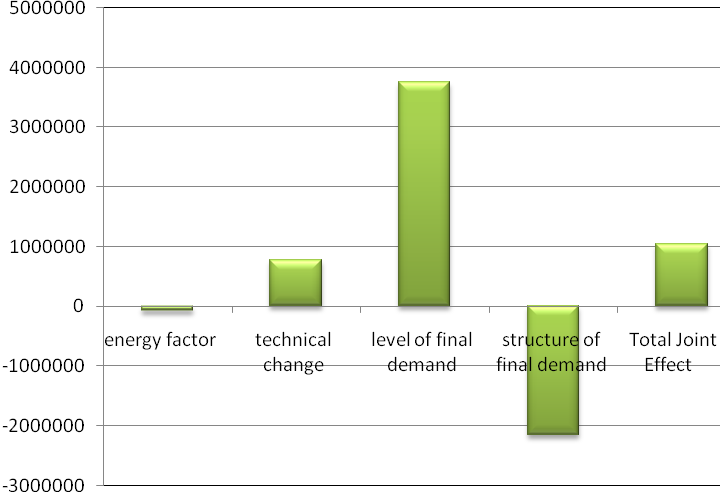 5000000
4000000
3000000
2000000
1000000
0
-1000000
-2000000
-3000000
energy factor
technical
change
level of final
demand
structure of
final demand
Total Joint
Effect